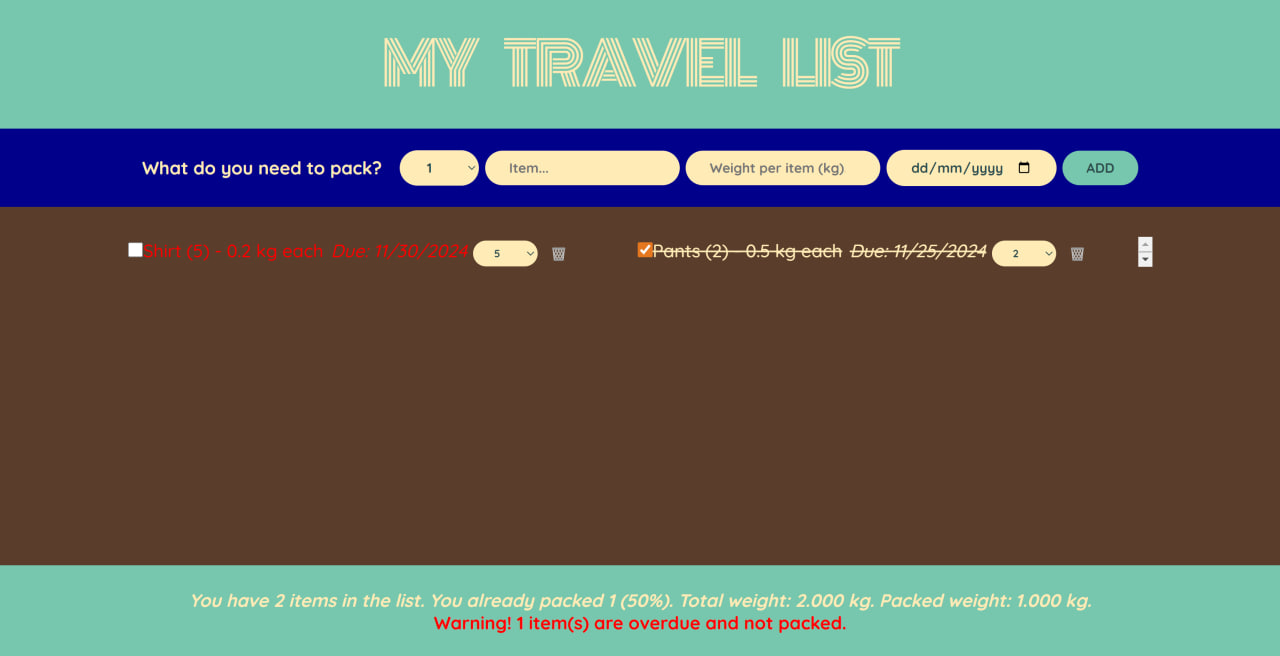 MY TRAVEL LIST
What do you need to pack? 1 Item... Weight per item (kg) dd/mm/yyyy ADD
Shirt (5) - 0.2 kg each Due: 11/30/2024 5 Pants (2) - 0.5 kg each Due: 11/25/2024 2
You have 2 items in the list. You already packed 1 (50%). Total weight: 2.000 kg. Packed weight: 1.000 kg.
Warning! 1 item(s) are overdue and not packed.